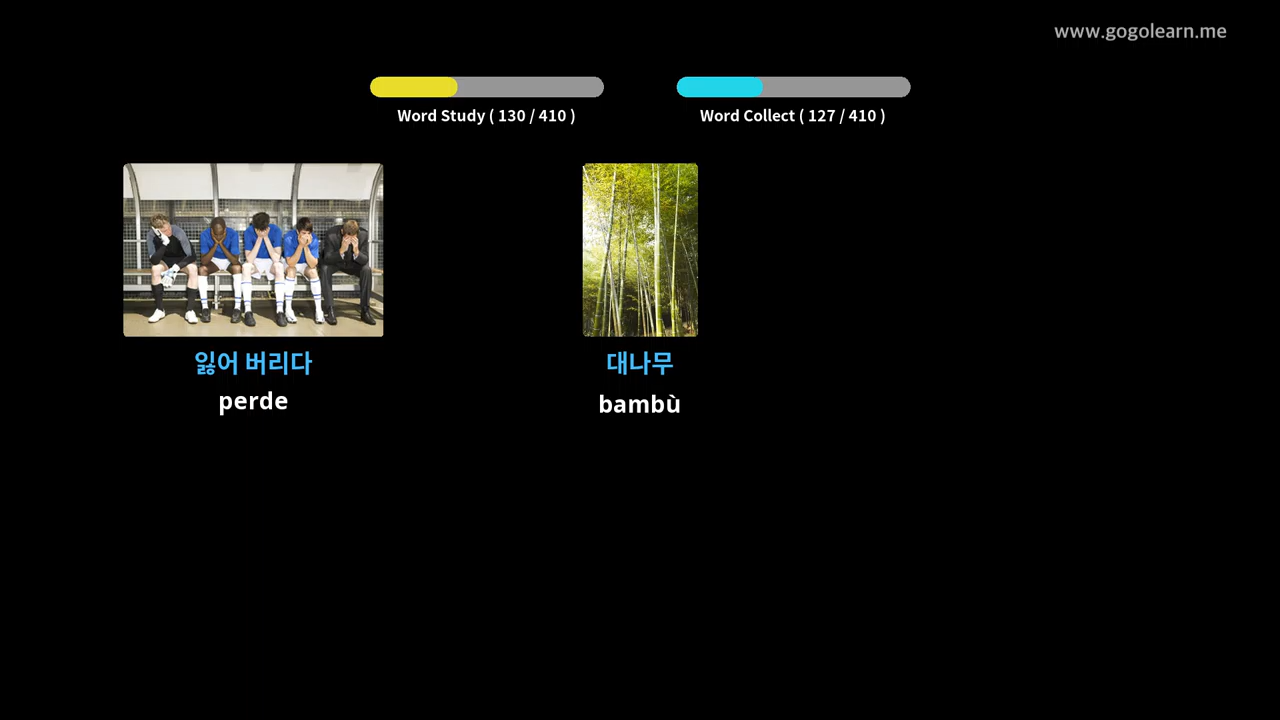 www.gogolearn.me
Word Study ( 130 / 410 )
Word Collect ( 127 / 410 )
잃어 버리다
perde
대나무
bambù